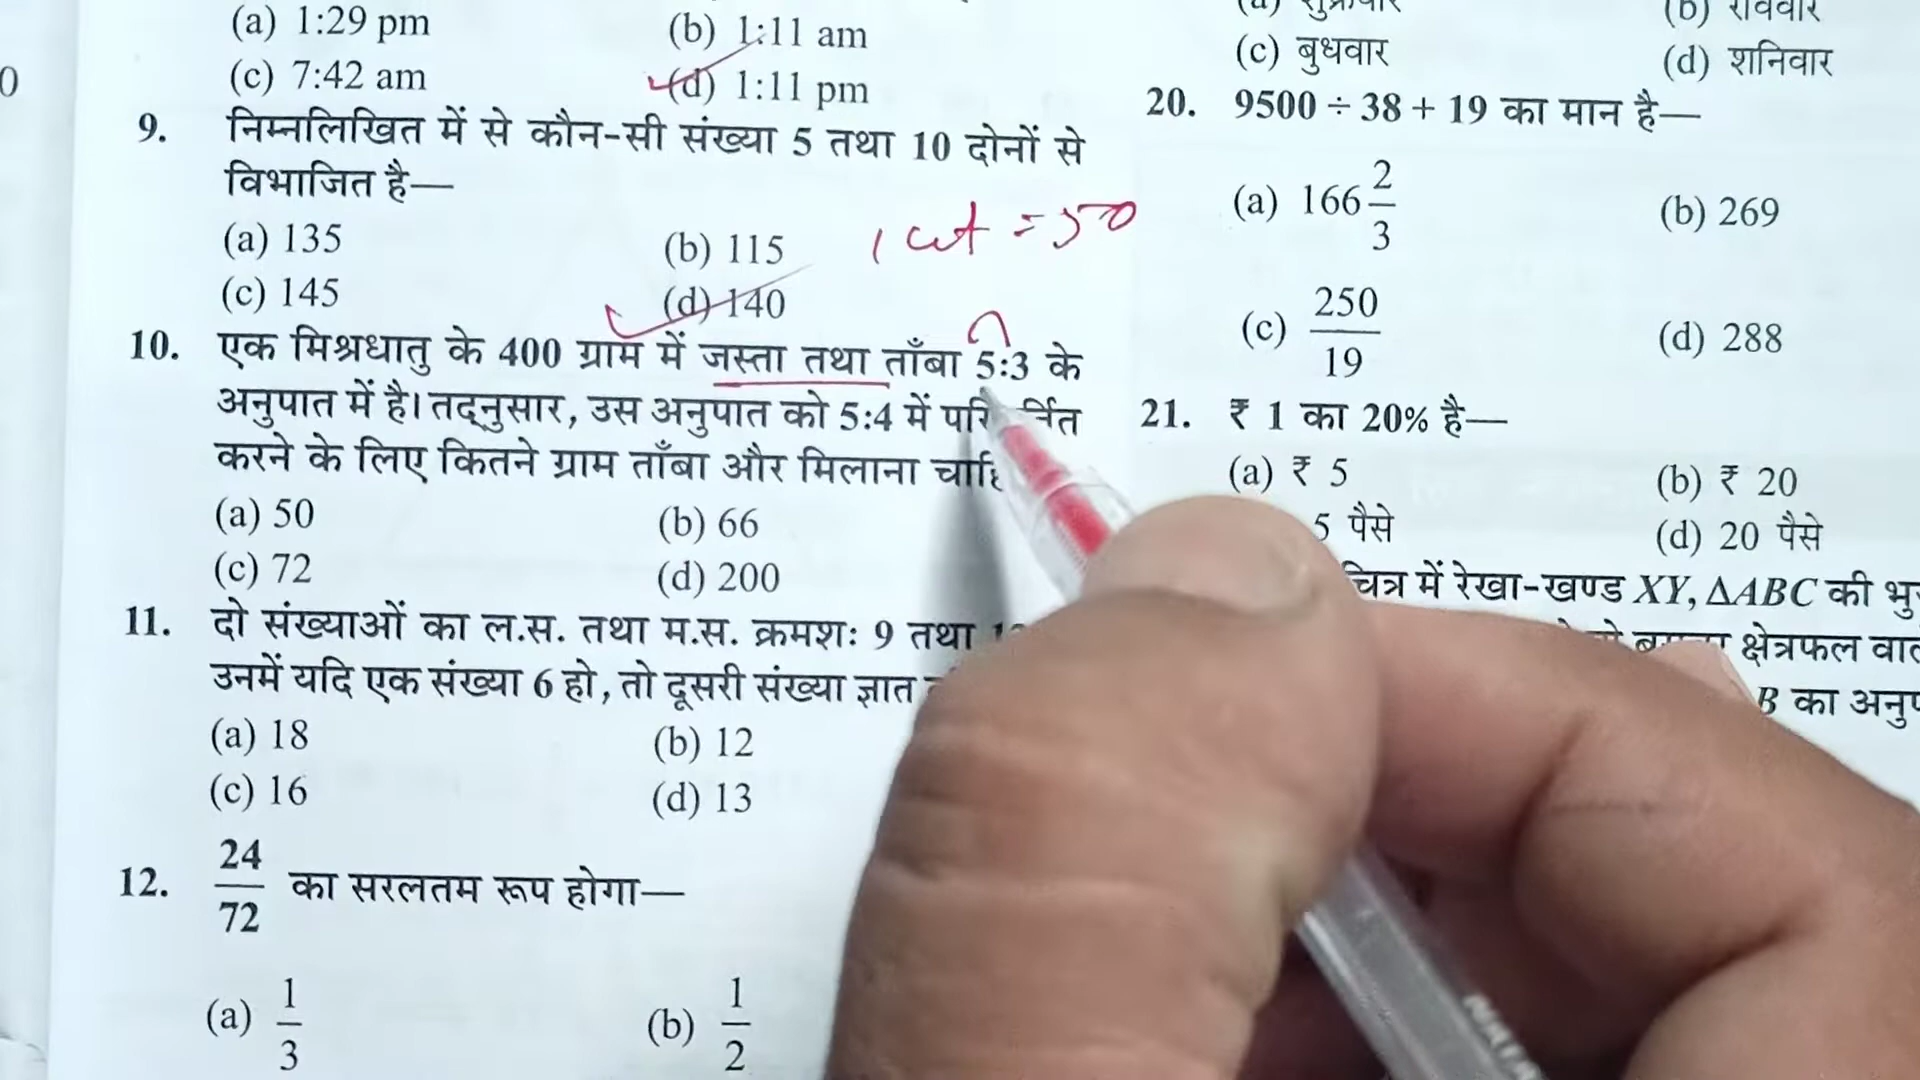 (a) 1:29 pm (b) 1:11 am
(c) 7:42 am (d) 1:11 pm
9. निम्नलिखित में से कौन-सी संख्या 5 तथा 10 दोनों से
विभाजित है—
(a) 135 (b) 115
(c) 145 (d) 140
= 50
10. एक मिश्रधातु के 400 ग्राम में जस्ता तथा ताँबा 5:3 के
अनुपात में है। तद्नुसार, उस अनुपात को 5:4 में
करने के लिए कितने ग्राम ताँबा और मिलाना
(a) 50 (b) 66
(c) 72 (d) 200
11. दो संख्याओं का ल.स. तथा म.स. क्रमशः 9 तथा
उनमें यदि एक संख्या 6 हो, तो दूसरी संख्या ज्ञात
(a) 18 (b) 12
(c) 16 (d) 13
12. 24/72 का सरलतम रूप होगा—
(a) 1/3 (b) 1/2
0
(b) रविवार
(c) बुधवार (d) शनिवार
20. 9500 ÷ 38 + 19 का मान है—
(a) 166 2/3 (b) 269
(c) 250/19 (d) 288
21. ₹ 1 का 20% है—
(a) ₹ 5 (b) ₹ 20
5 पैसे (d) 20 पैसे
चित्र में रेखा-खण्ड XY, ΔABC की
क्षेत्रफल
B का